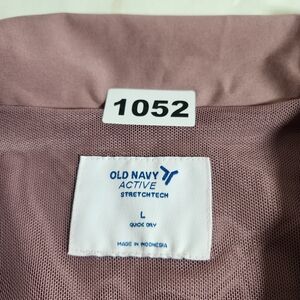 1052
OLD NAVY
ACTIVE
STRETCHTECH
L
QUICK DRY
MADE IN INDONESIA